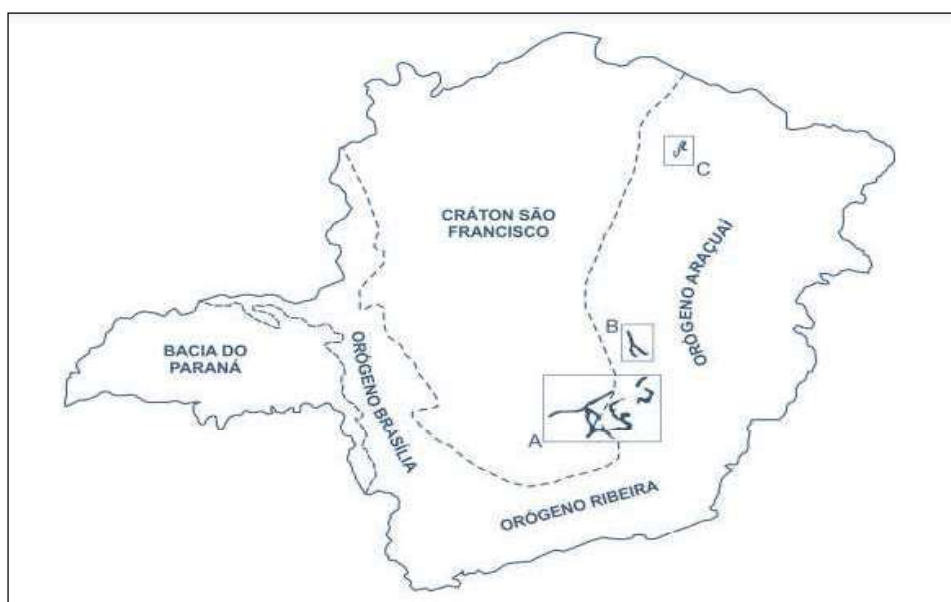 CRÁTON SÃO
FRANCISCO
C
ORÓGENO ARAÇUAÍ
B
BACIA DO
PARANÁ
ORÓGENO BRASÍLIA
A
ORÓGENO RIBEIRA